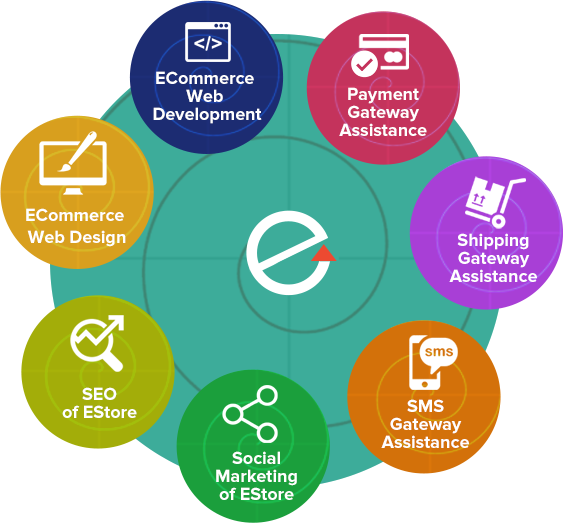 </>
ECommerce
Web
Development
Payment
Gateway
Assistance
Shipping
Gateway
Assistance
sms
SMS
Gateway
Assistance
Social
Marketing
of EStore
SEO
of EStore
ECommerce
Web Design
e